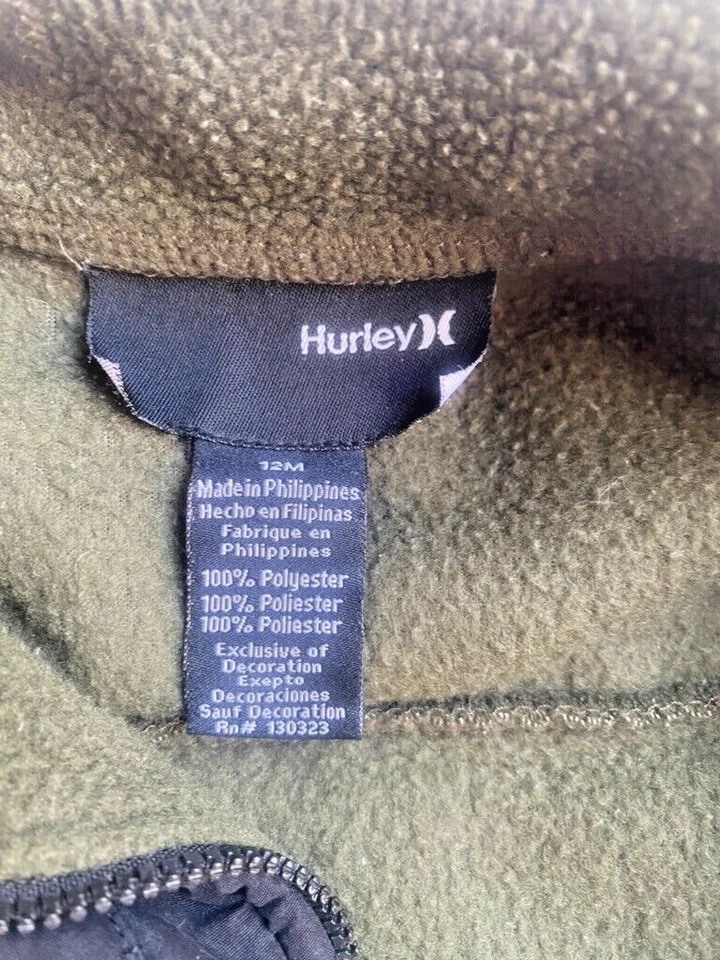 Hurley
12M
Made in Philippines
Hecho en Filipinas
Fabrique en
Philippines
100% Polyester
100% Poliester
100% Poliester
Exclusive of
Decoration
Exepto
Decoraciones
Sauf Decoration
Rn# 130323